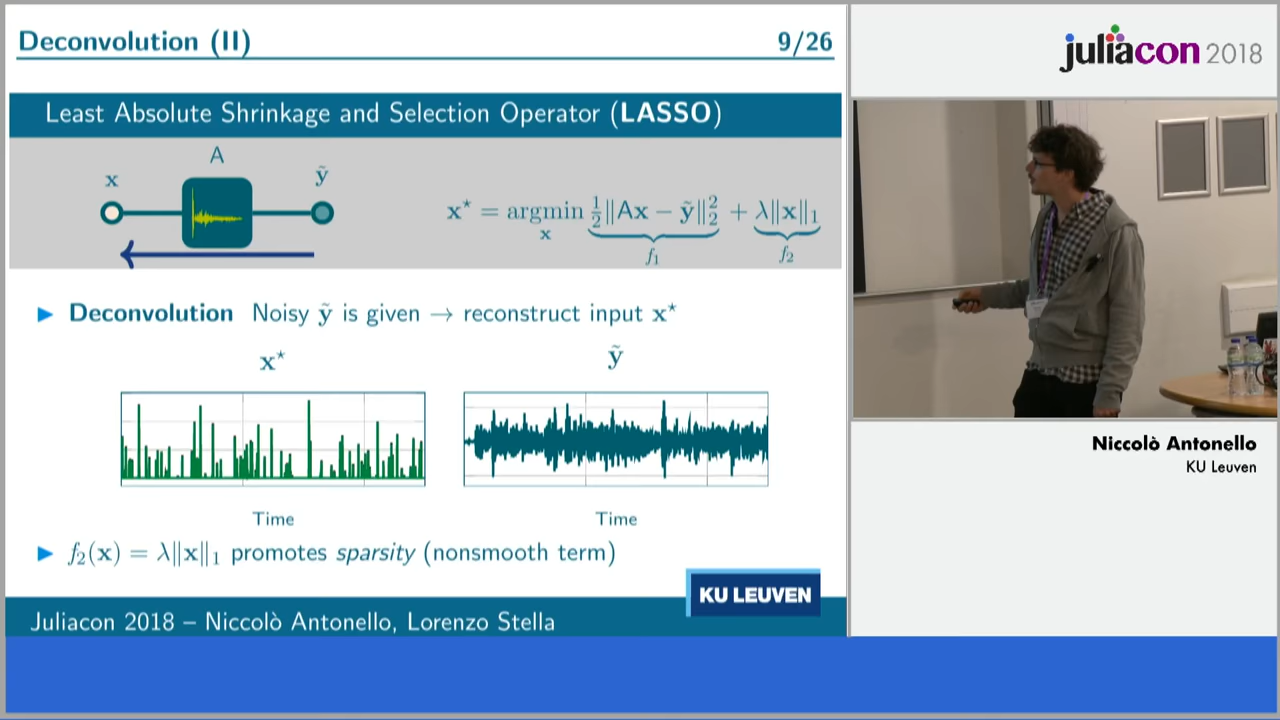 Deconvolution (II)
9/26
Least Absolute Shrinkage and Selection Operator (LASSO)
A
x
ỹ
x⋆ = argmin ½‖Ax − ỹ‖₂² + λ‖x‖₁
x
f₁
f₂
▶ Deconvolution Noisy ỹ is given → reconstruct input x⋆
x⋆
ỹ
Time
Time
▶ f₂(x) = λ‖x‖₁ promotes sparsity (nonsmooth term)
KU LEUVEN
Juliacon 2018 – Niccolò Antonello, Lorenzo Stella
juliacon 2018
Niccolò Antonello
KU Leuven